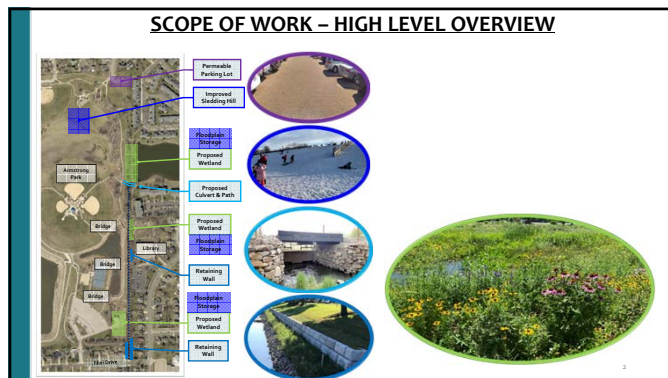 SCOPE OF WORK – HIGH LEVEL OVERVIEW
Permeable
Parking Lot
Improved
Sledding Hill
Floodplain
Storage
Proposed
Wetland
Armstrong
Park
Proposed
Culvert & Path
Proposed
Wetland
Floodplain
Storage
Bridge
Library
Bridge
Retaining
Wall
Bridge
Floodplain
Storage
Proposed
Wetland
Retaining
Wall
Drive
2